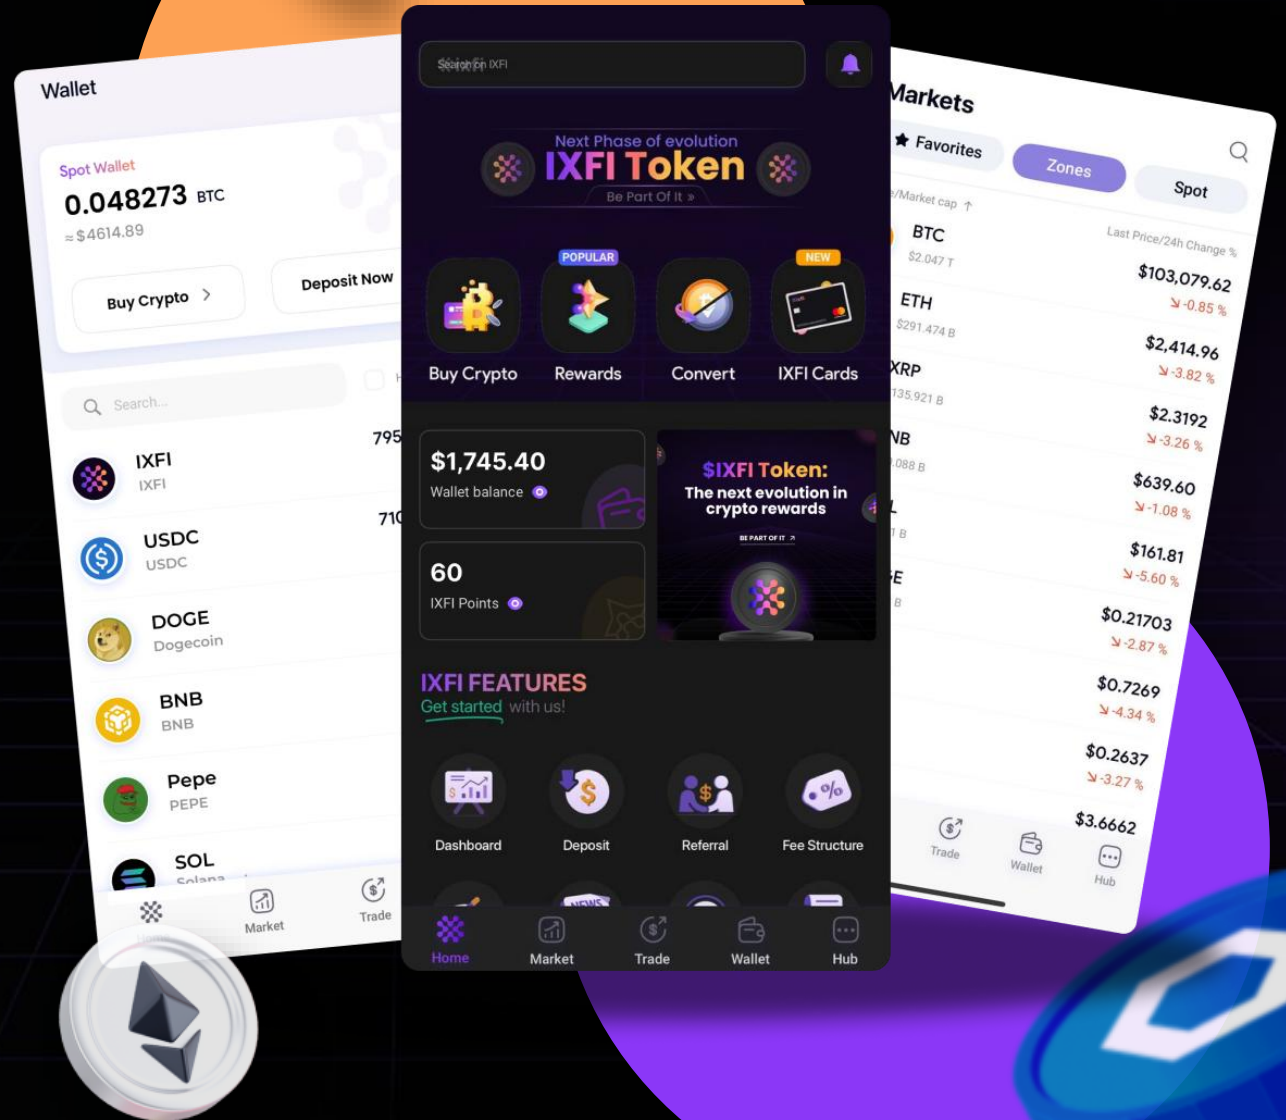 Wallet
Spot Wallet
0.048273 BTC
≈$4614.89
Buy Crypto
Deposit Now
Search...
795
IXFI
IXFI
710
USDC
USDC
DOGE
Dogecoin
BNB
BNB
Pepe
PEPE
SOL
Solana
Market
Trade
Search on IXFI
Next Phase of evolution
IXFI Token
Be Part Of It »
POPULAR
NEW
Buy Crypto
Rewards
Convert
IXFI Cards
$1,745.40
Wallet balance
60
IXFI Points
$IXFI Token:
The next evolution in
crypto rewards
BE PART OF IT
IXFI FEATURES
Get started with us!
Dashboard
Deposit
Referral
Fee Structure
NEWS
Home
Market
Trade
Wallet
Hub
Markets
Favorites
Zones
Spot
e/Market cap ↑
Last Price/24h Change %
BTC
$2.047 T
$103,079.62
-0.85 %
ETH
$291.474 B
$2,414.96
-3.82 %
XRP
135.921 B
$2.3192
-3.26 %
NB
.088 B
$639.60
-1.08 %
L
1 B
$161.81
-5.60 %
GE
B
$0.21703
-2.87 %
$0.7269
-4.34 %
$0.2637
-3.27 %
$3.6662
Trade
Wallet
Hub